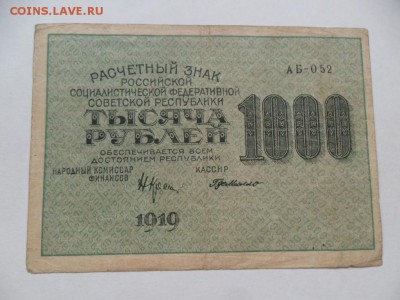 COINS.LAVE.RU
РАСЧЕТНЫЙ ЗНАК
РОССИЙСКОЙ
СОЦИАЛИСТИЧЕСКОЙ ФЕДЕРАТИВНОЙ
СОВЕТСКОЙ РЕСПУБЛИКИ
АБ-052
ТЫСЯЧА
РУБЛЕЙ
1000
ОБЕСПЕЧИВАЕТСЯ ВСЕМ
ДОСТОЯНИЕМ РЕСПУБЛИКИ
НАРОДНЫЙ КОМИССАР
ФИНАНСОВ
КАССИР
1919